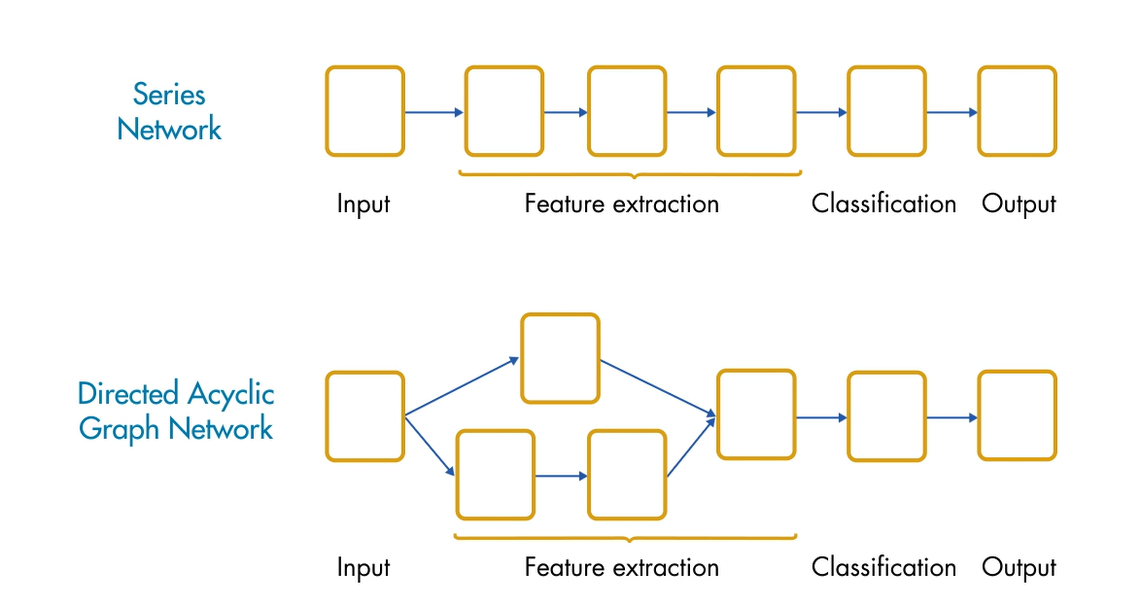 Series
Network
Input
Feature extraction
Classification
Output
Directed Acyclic
Graph Network
Input
Feature extraction
Classification
Output